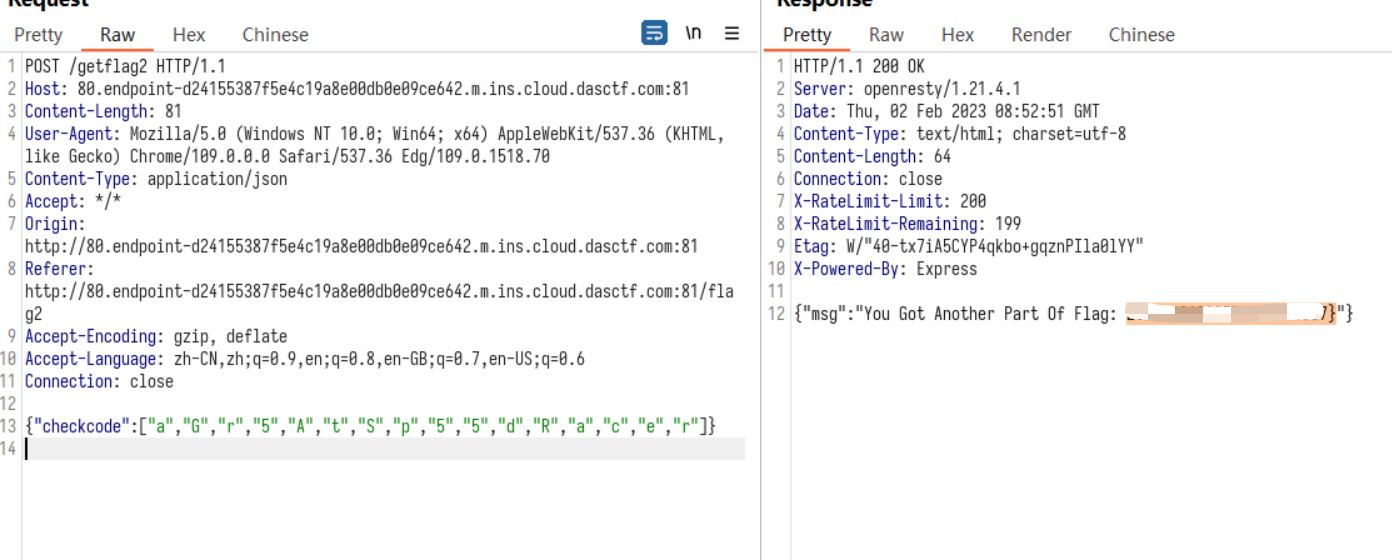 Request
Pretty Raw Hex Chinese \n
1 POST /getflag2 HTTP/1.1
2 Host: 80.endpoint-d24155387f5e4c19a8e00db0e09ce642.m.ins.cloud.dasctf.com:81
3 Content-Length: 81
4 User-Agent: Mozilla/5.0 (Windows NT 10.0; Win64; x64) AppleWebKit/537.36 (KHTML,
like Gecko) Chrome/109.0.0.0 Safari/537.36 Edg/109.0.1518.70
5 Content-Type: application/json
6 Accept: */*
7 Origin:
http://80.endpoint-d24155387f5e4c19a8e00db0e09ce642.m.ins.cloud.dasctf.com:81
8 Referer:
http://80.endpoint-d24155387f5e4c19a8e00db0e09ce642.m.ins.cloud.dasctf.com:81/fla
g2
9 Accept-Encoding: gzip, deflate
10 Accept-Language: zh-CN,zh;q=0.9,en;q=0.8,en-GB;q=0.7,en-US;q=0.6
11 Connection: close
12
13 {"checkcode":["a","G","r","5","A","t","S","p","5","5","d","R","a","c","e","r"]}
14
Response
Pretty Raw Hex Render Chinese
1 HTTP/1.1 200 OK
2 Server: openresty/1.21.4.1
3 Date: Thu, 02 Feb 2023 08:52:51 GMT
4 Content-Type: text/html; charset=utf-8
5 Content-Length: 64
6 Connection: close
7 X-RateLimit-Limit: 200
8 X-RateLimit-Remaining: 199
9 Etag: W/"40-tx7iA5CYP4qkbo+gqznPIla0lYY"
10 X-Powered-By: Express
11
12 {"msg":"You Got Another Part Of Flag: }"}